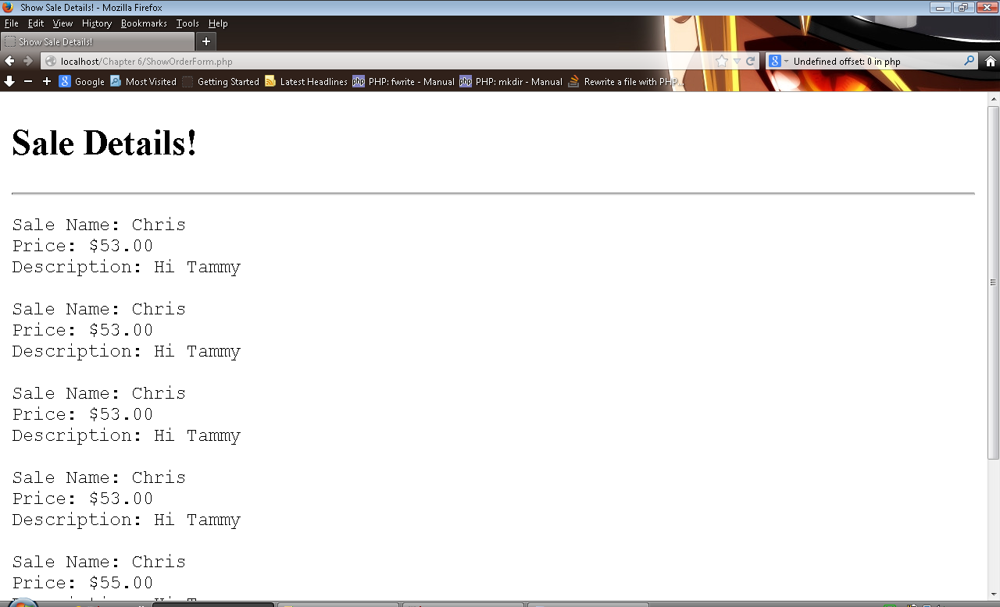 Show Sale Details! - Mozilla Firefox
File Edit View History Bookmarks Tools Help
Show Sale Details!
localhost/Chapter 6/ShowOrderForm.php
Undefined offset: 0 in php
Google Most Visited Getting Started Latest Headlines PHP: fwrite - Manual PHP: mkdir - Manual Rewrite a file with PHP...
Sale Details!
Sale Name: Chris
Price: $53.00
Description: Hi Tammy
Sale Name: Chris
Price: $53.00
Description: Hi Tammy
Sale Name: Chris
Price: $53.00
Description: Hi Tammy
Sale Name: Chris
Price: $53.00
Description: Hi Tammy
Sale Name: Chris
Price: $55.00